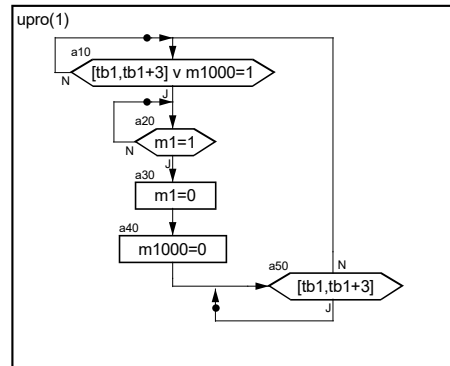 upro(1)
a10
[tb1,tb1+3] v m1000=1
N
J
a20
m1=1
N
J
a30
m1=0
a40
m1000=0
a50
N
[tb1,tb1+3]
J